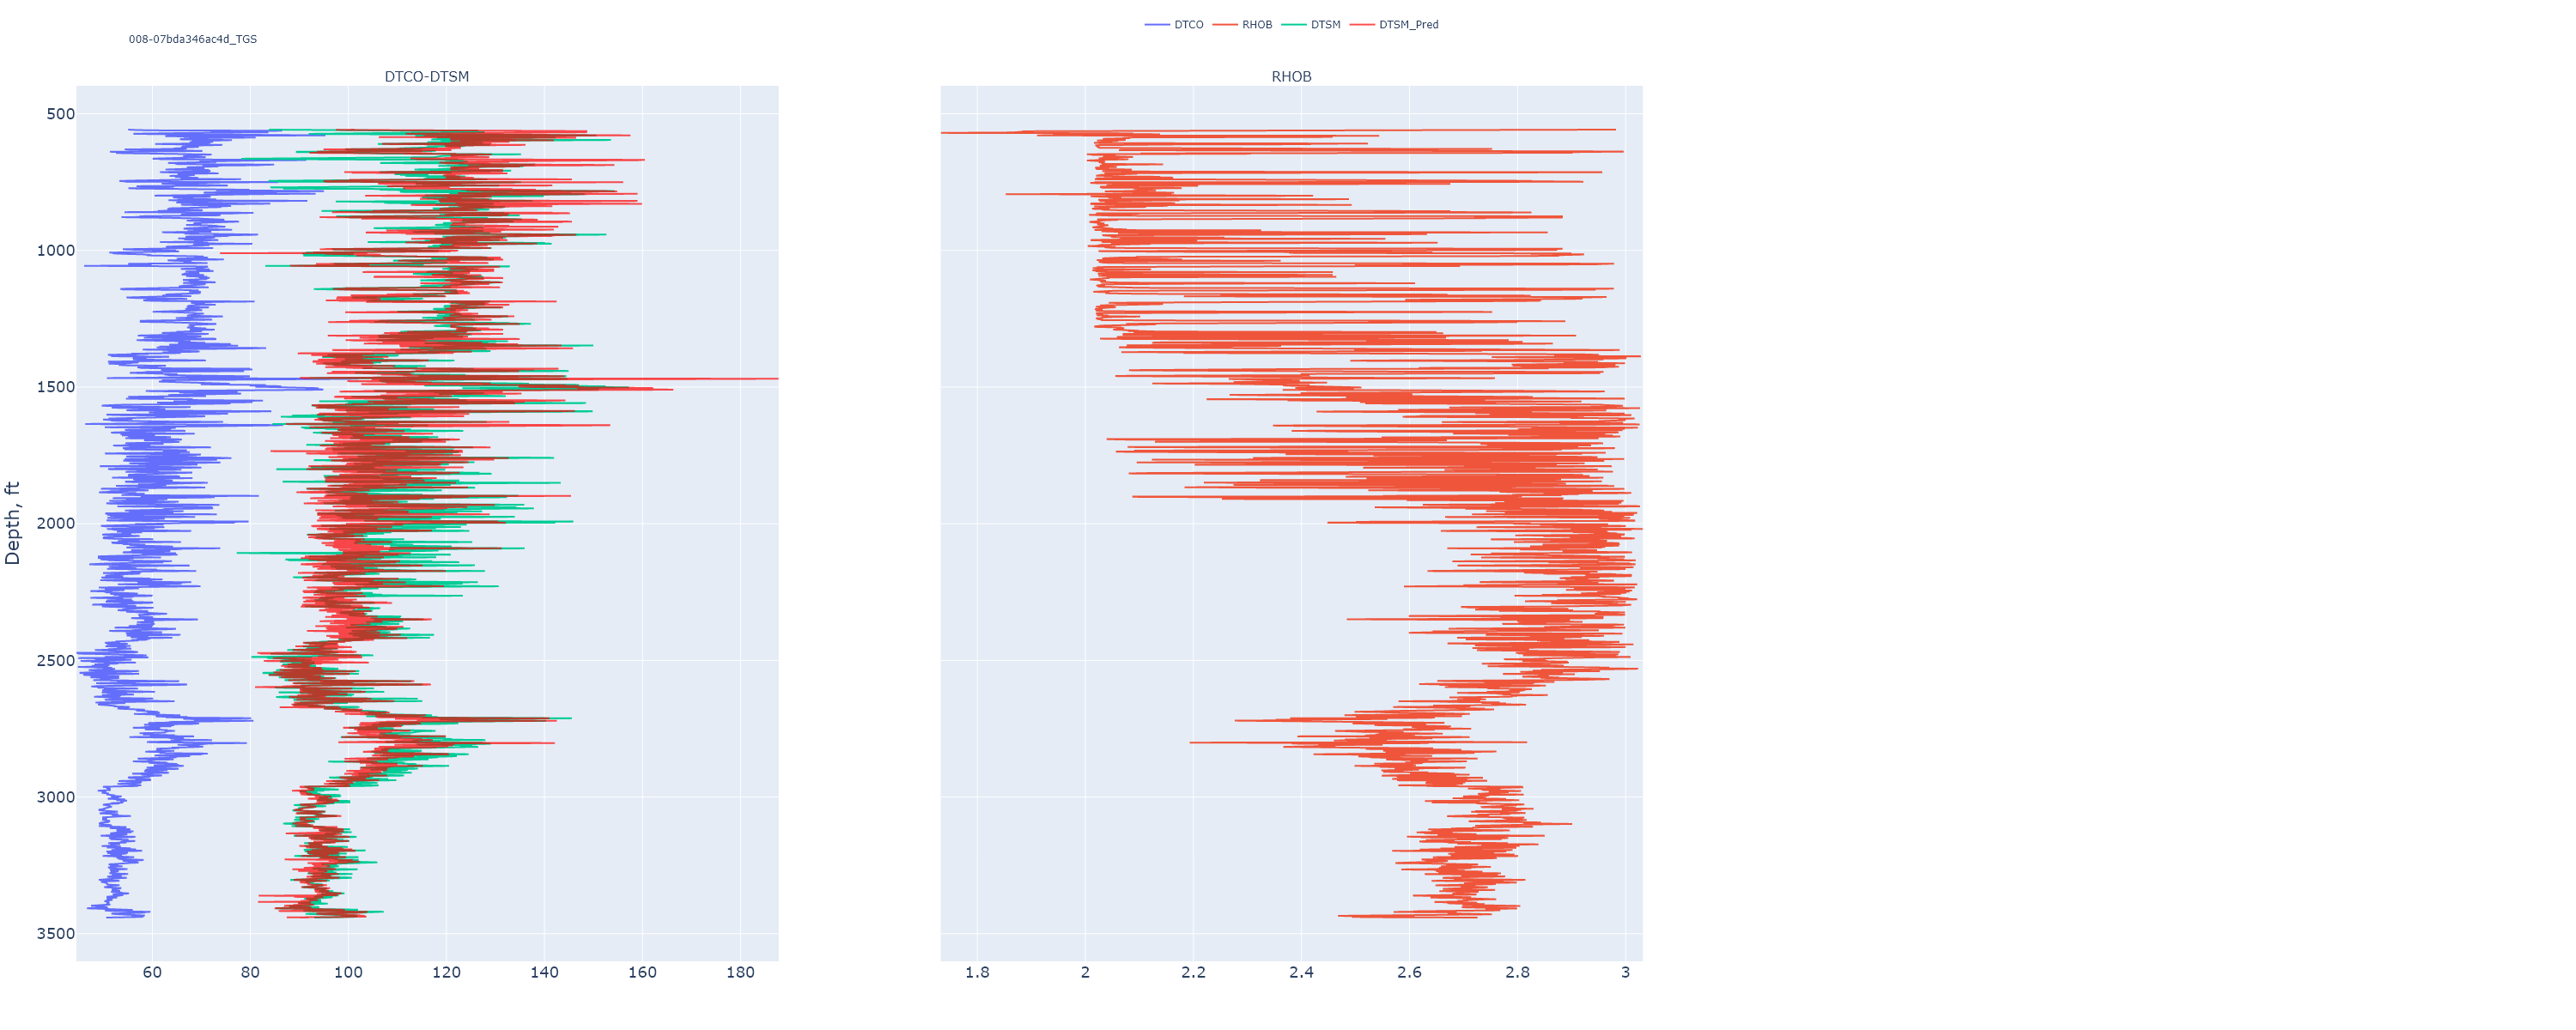 DTCO RHOB DTSM DTSM_Pred
008-07bda346ac4d_TGS
DTCO-DTSM
RHOB
Depth, ft
500
1000
1500
2000
2500
3000
3500
60 80 100 120 140 160 180
1.8 2 2.2 2.4 2.6 2.8 3